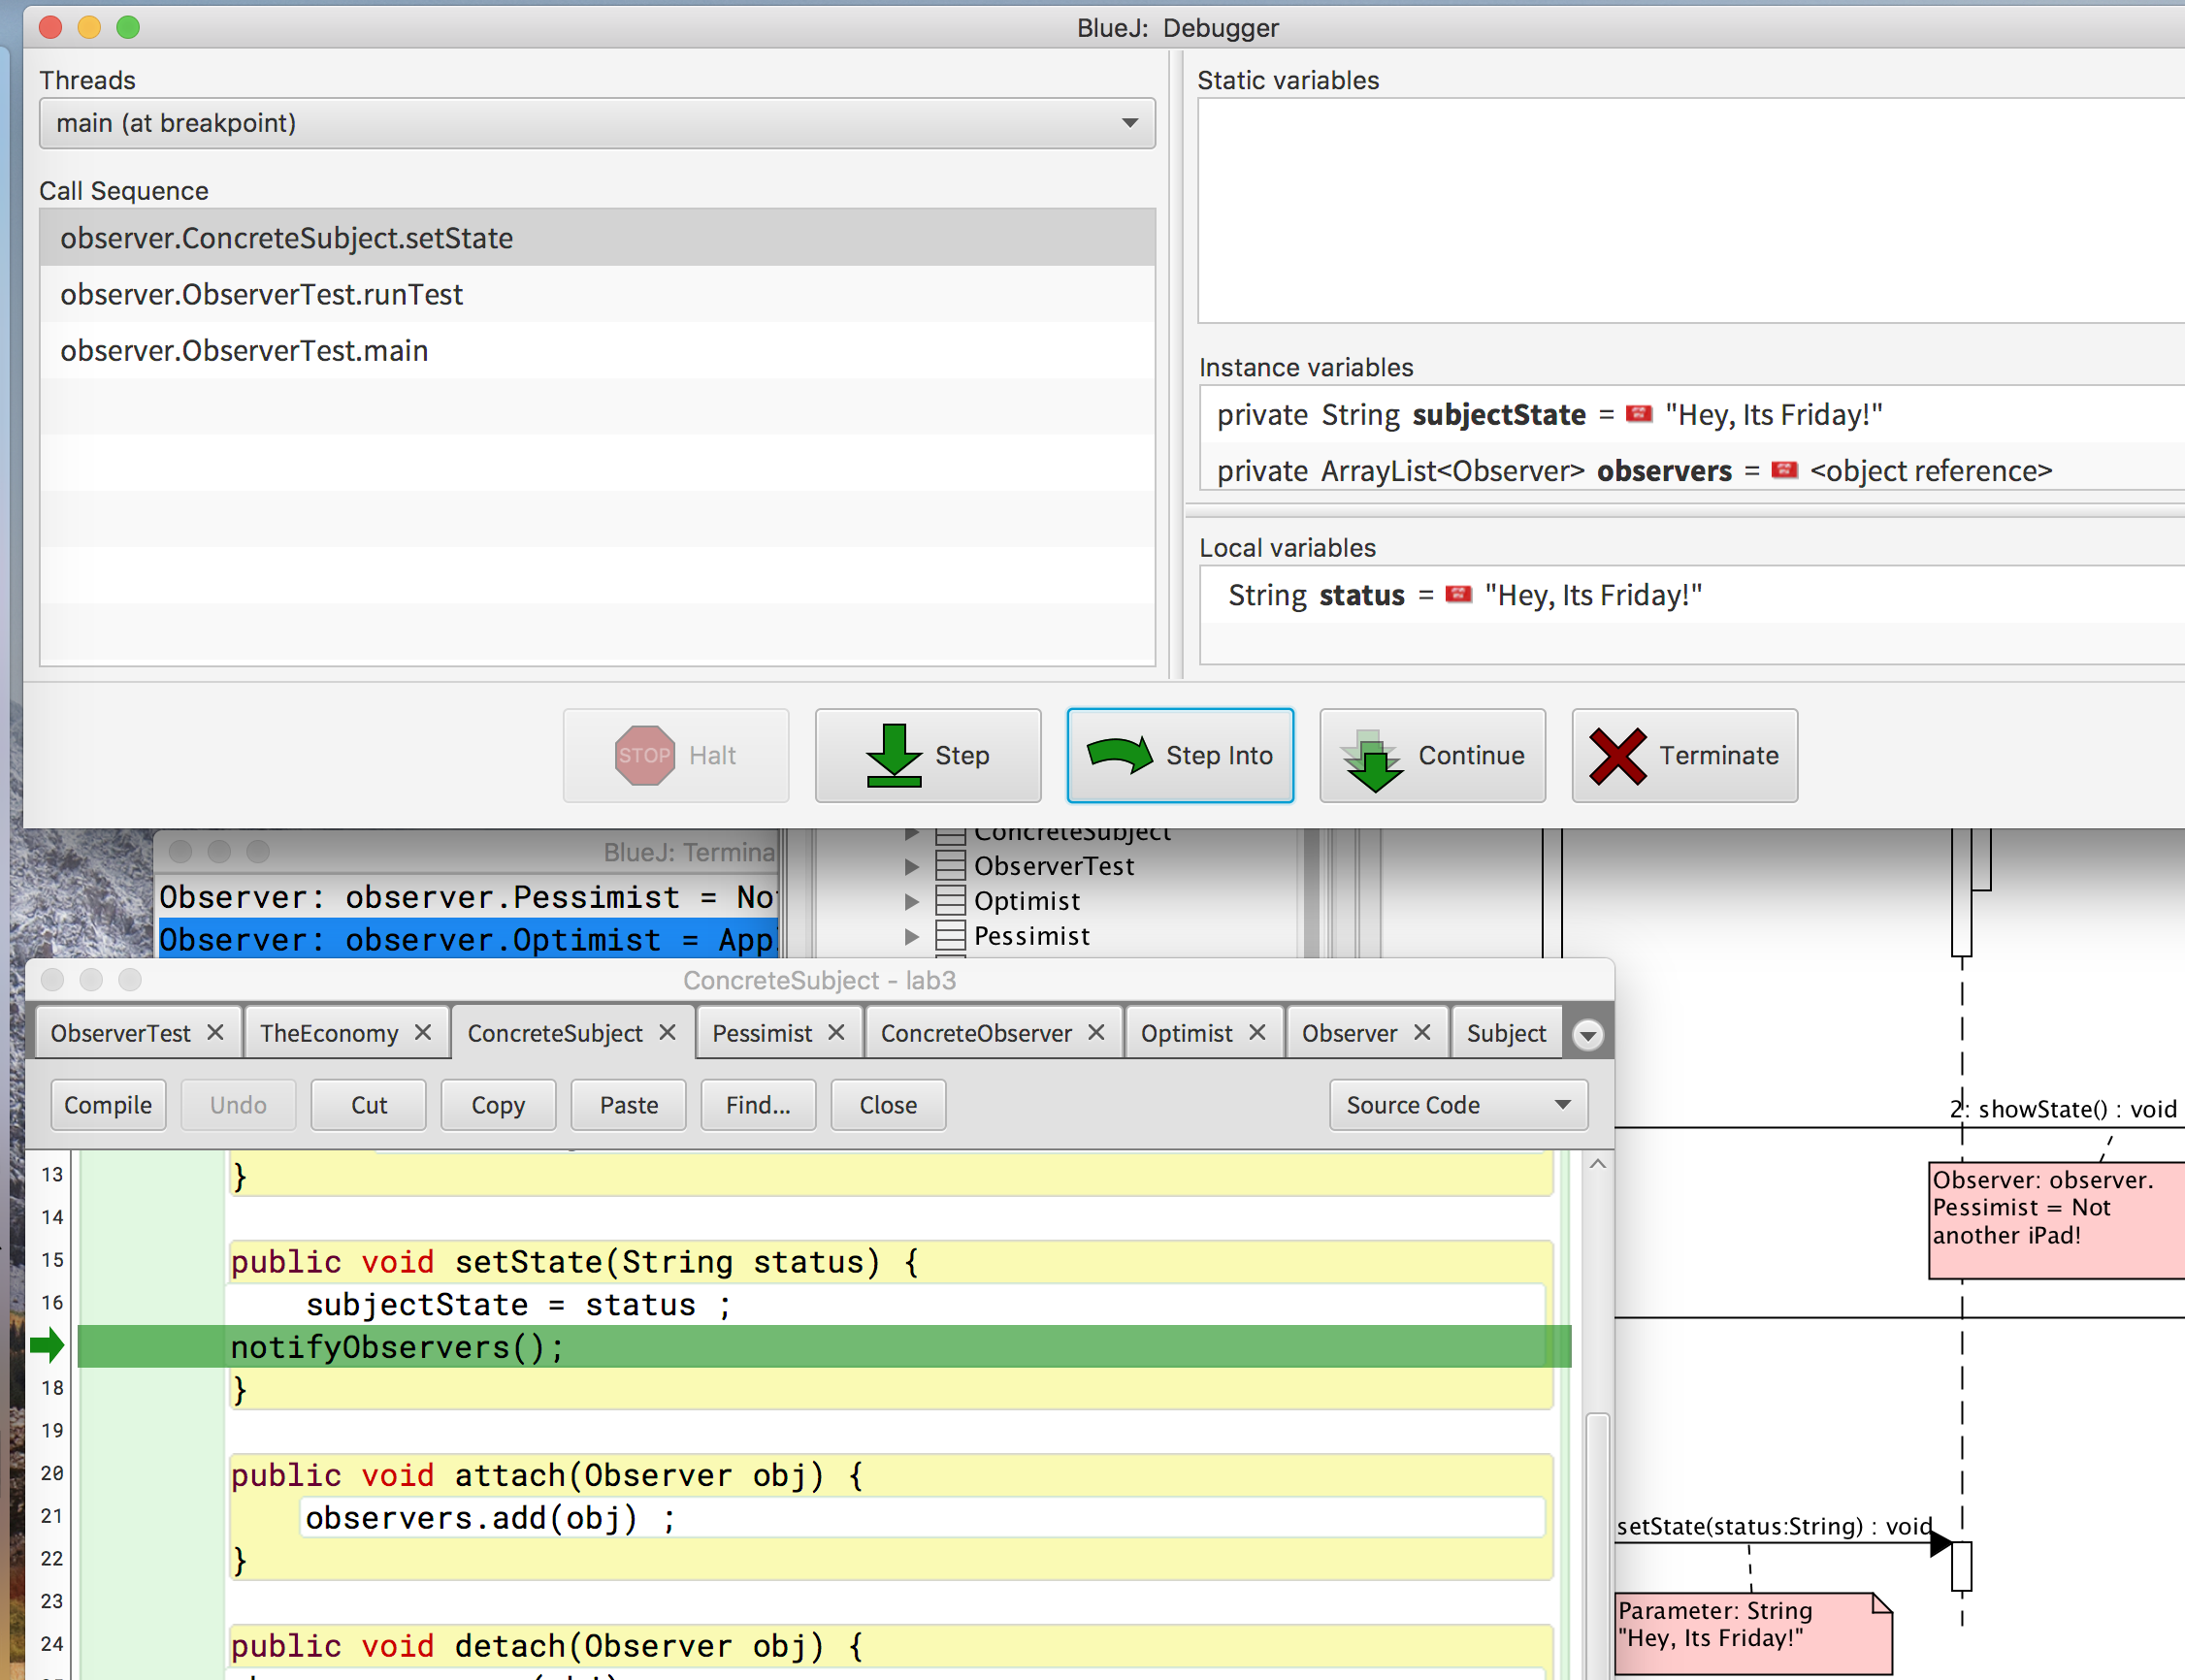 BlueJ: Debugger
Threads
main (at breakpoint)
Call Sequence
observer.ConcreteSubject.setState
observer.ObserverTest.runTest
observer.ObserverTest.main
Static variables
Instance variables
private String subjectState = "Hey, Its Friday!"
private ArrayList<Observer> observers = <object reference>
Local variables
String status = "Hey, Its Friday!"
STOP Halt
Step
Step Into
Continue
Terminate
BlueJ: Termina
Observer: observer.Pessimist = No
Observer: observer.Optimist = App
ConcreteSubject
ObserverTest
Optimist
Pessimist
ConcreteSubject - lab3
ObserverTest TheEconomy ConcreteSubject Pessimist ConcreteObserver Optimist Observer Subject
Compile Undo Cut Copy Paste Find... Close Source Code
13 }
14
15 public void setState(String status) {
16 subjectState = status ;
notifyObservers();
18 }
19
20 public void attach(Observer obj) {
21 observers.add(obj) ;
22 }
23
24 public void detach(Observer obj) {
2: showState() : void
Observer: observer.
Pessimist = Not
another iPad!
setState(status:String) : void
Parameter: String
"Hey, Its Friday!"